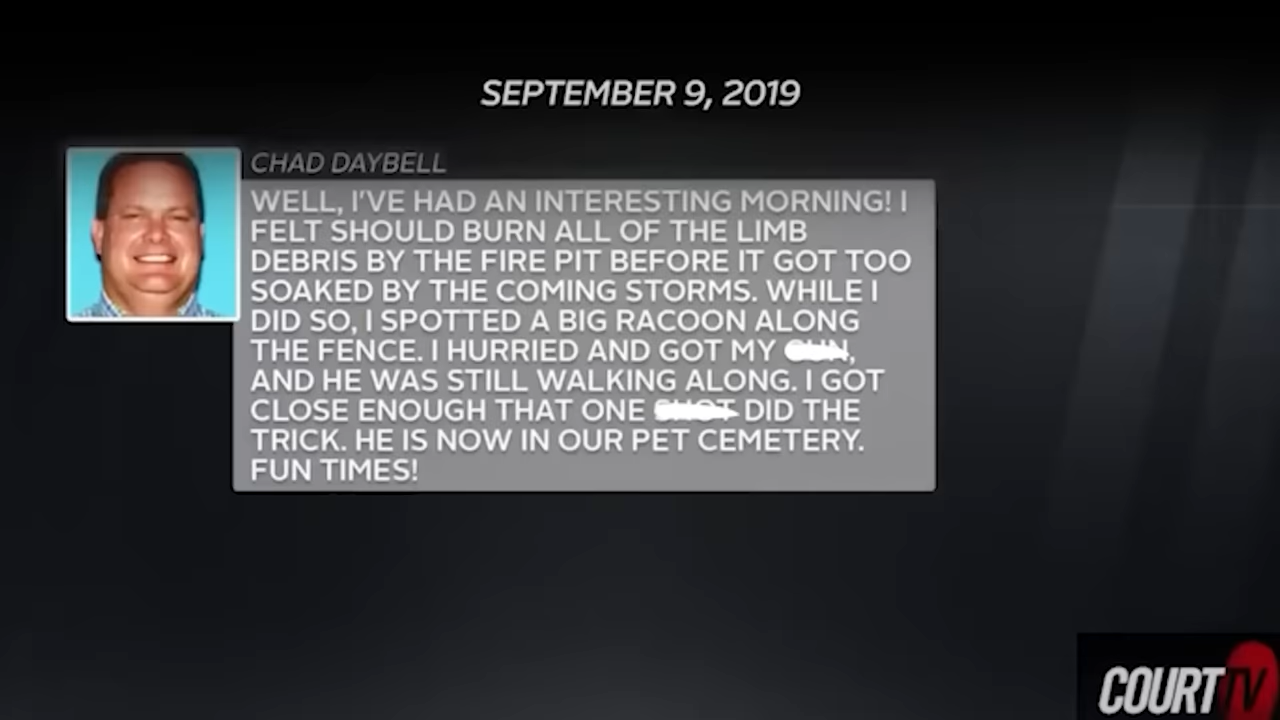 SEPTEMBER 9, 2019
CHAD DAYBELL
WELL, I'VE HAD AN INTERESTING MORNING! I
FELT SHOULD BURN ALL OF THE LIMB
DEBRIS BY THE FIRE PIT BEFORE IT GOT TOO
SOAKED BY THE COMING STORMS. WHILE I
DID SO, I SPOTTED A BIG RACOON ALONG
THE FENCE. I HURRIED AND GOT MY ,
AND HE WAS STILL WALKING ALONG. I GOT
CLOSE ENOUGH THAT ONE DID THE
TRICK. HE IS NOW IN OUR PET CEMETERY.
FUN TIMES!
COURT TV